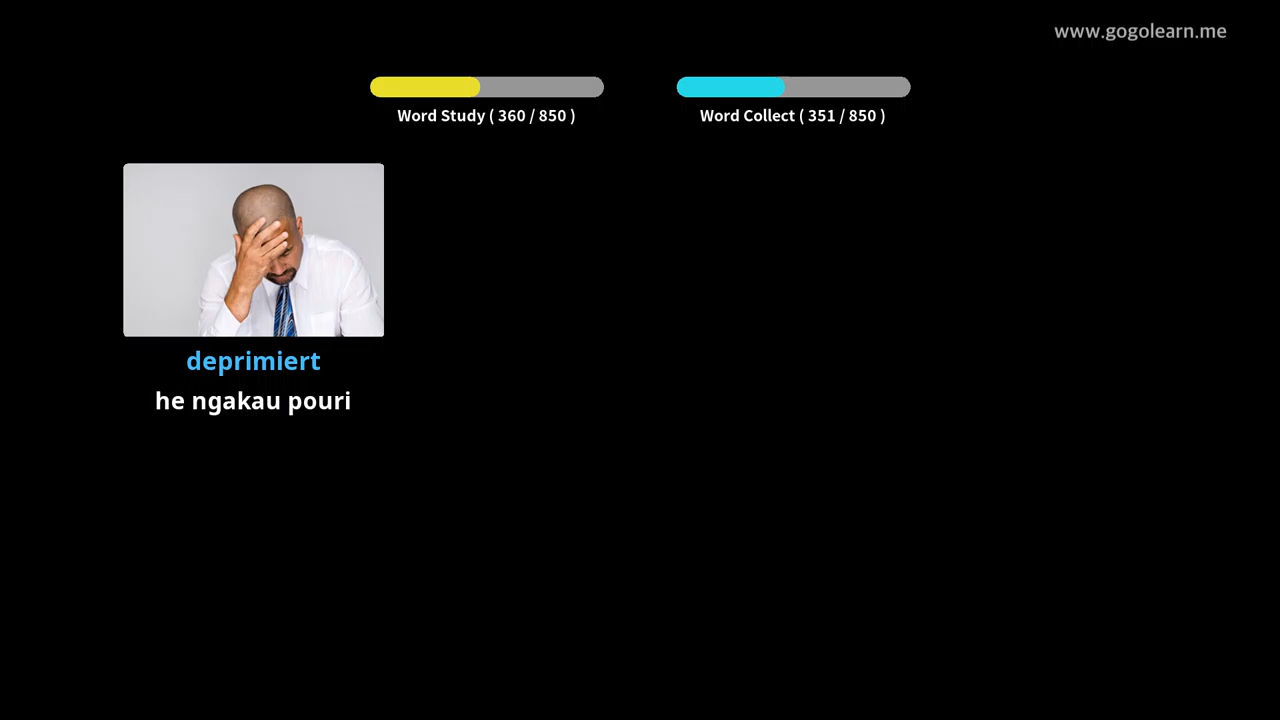 www.gogolearn.me
Word Study ( 360 / 850 )
Word Collect ( 351 / 850 )
deprimiert
he ngakau pouri